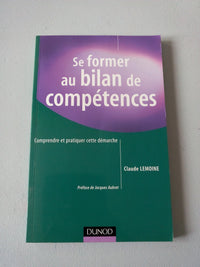 Se former
au bilan de
compétences
Comprendre et pratiquer cette démarche
Claude LEMOINE
Préface de Jacques Aubret
DUNOD